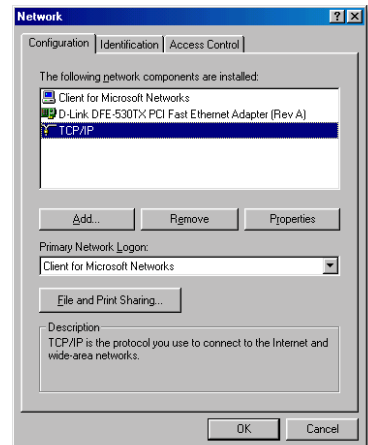 Network
Configuration Identification Access Control
The following network components are installed:
Client for Microsoft Networks
D-Link DFE-530TX PCI Fast Ethernet Adapter (Rev A)
TCP/IP
Add... Remove Properties
Primary Network Logon:
Client for Microsoft Networks
File and Print Sharing...
Description
TCP/IP is the protocol you use to connect to the Internet and
wide-area networks.
OK Cancel